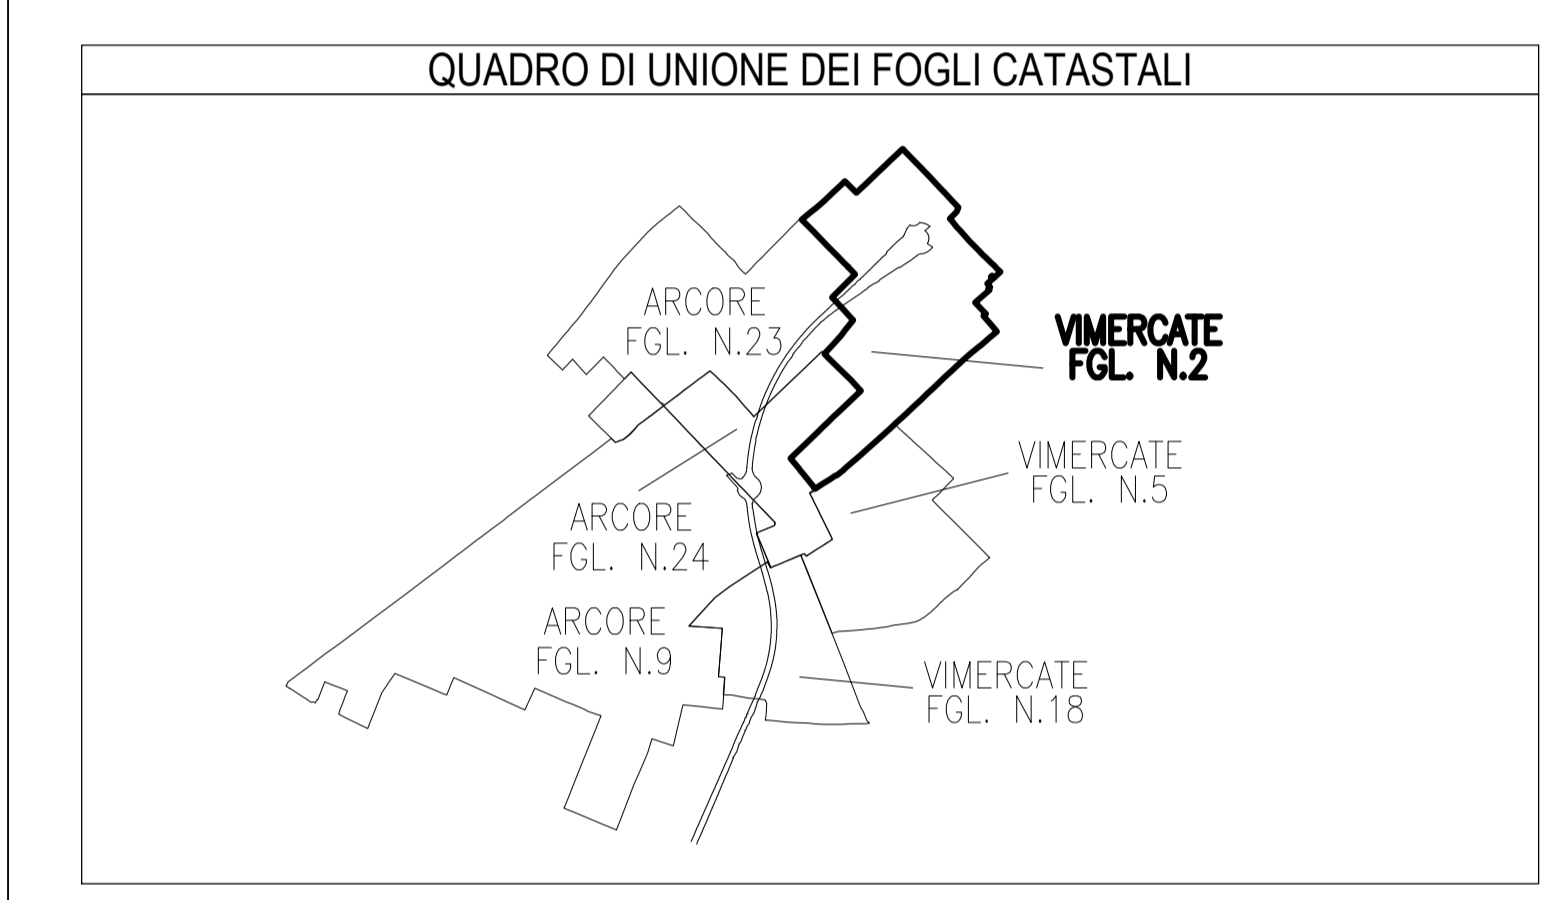 QUADRO DI UNIONE DEI FOGLI CATASTALI
ARCORE
FGL. N.23
VIMERCATE
FGL. N.2
VIMERCATE
FGL. N.5
ARCORE
FGL. N.24
ARCORE
FGL. N.9
VIMERCATE
FGL. N.18